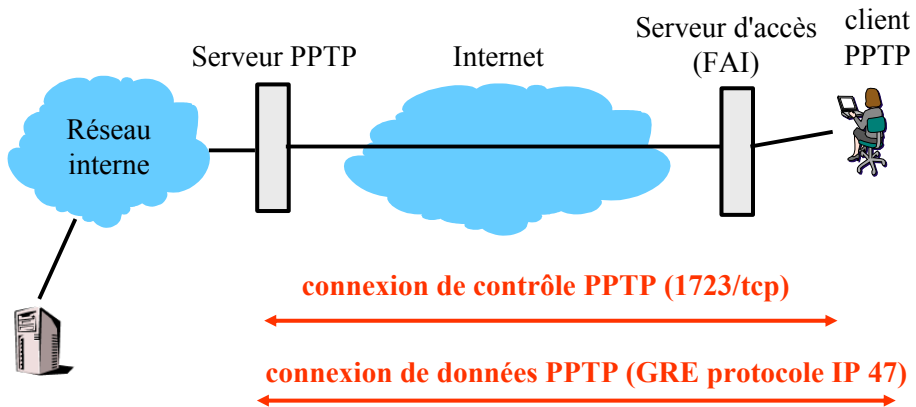 Serveur PPTP
Internet
Serveur d'accès
(FAI)
client
PPTP
Réseau
interne
connexion de contrôle PPTP (1723/tcp)
connexion de données PPTP (GRE protocole IP 47)